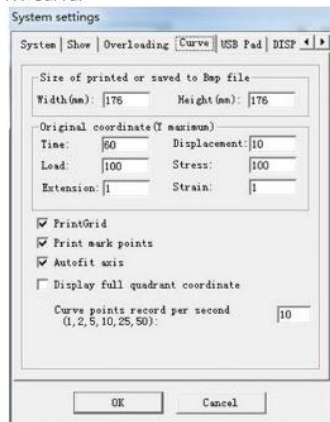 System settings
System Show Overloading Curve USB Pad DISP
Size of printed or saved to Bmp file
Width(mm): 176 Height(mm): 176
Original coordinate(Y maximum)
Time: 60 Displacement: 10
Load: 100 Stress: 100
Extension: 1 Strain: 1
PrintGrid
Print mark points
Autofit axis
Display full quadrant coordinate
Curve points record per second
(1, 2, 5, 10, 25, 50): 10
OK Cancel